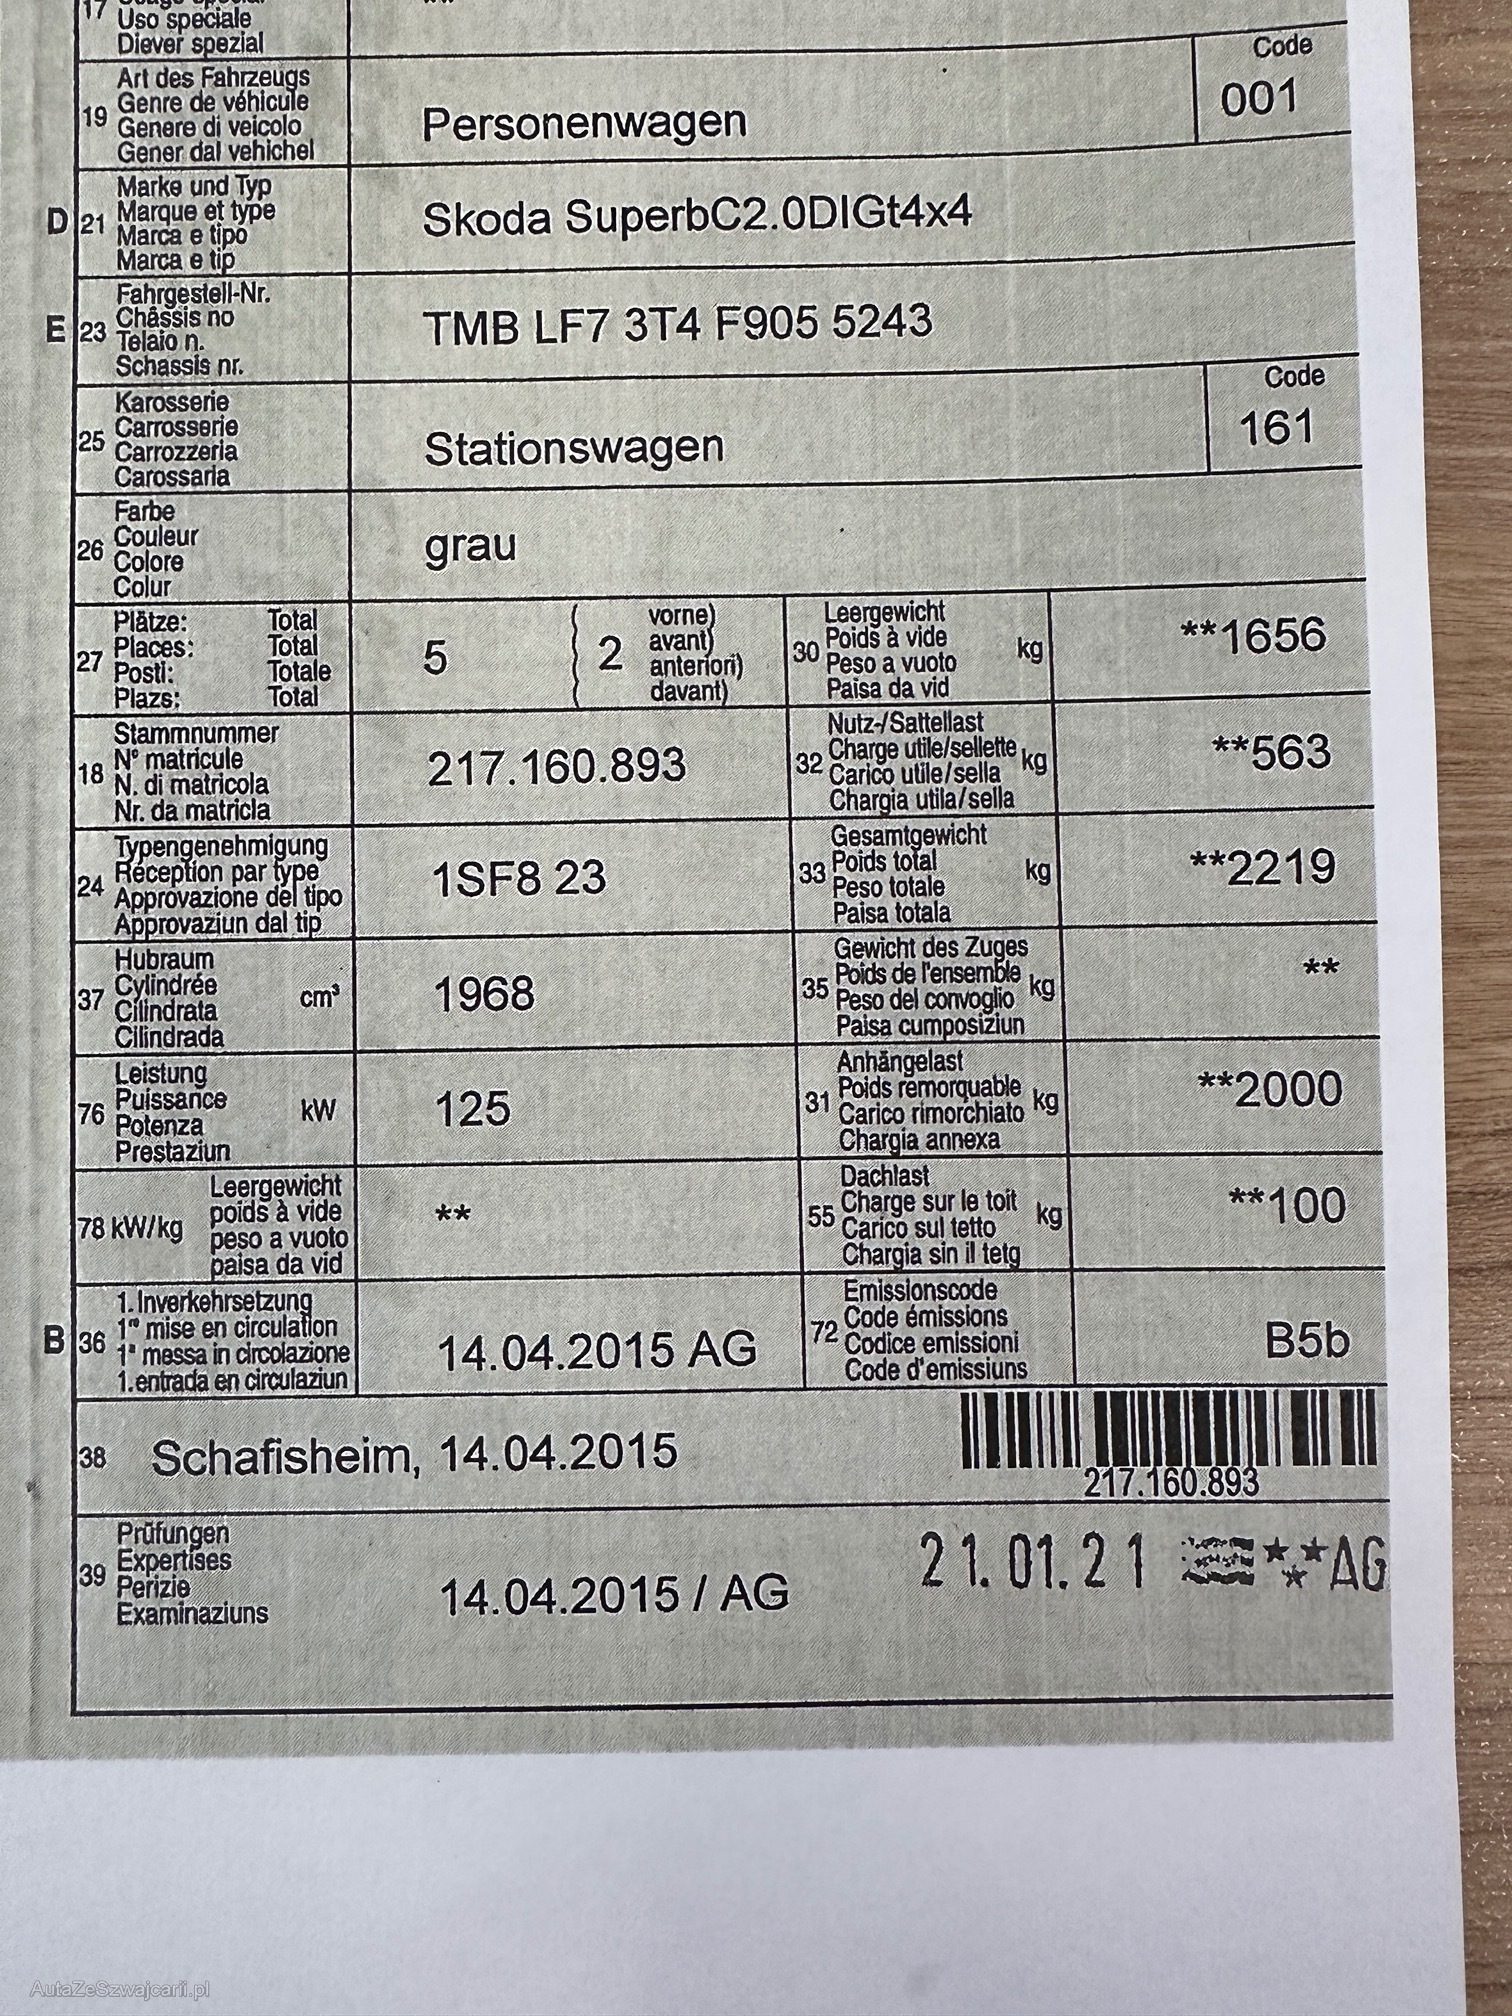 17
Uso speciale
Diever spezial
**
Code
19 Art des Fahrzeugs
Genre de véhicule
Genere di veicolo
Gener dal vehichel
Personenwagen
001
D 21 Marke und Typ
Marque et type
Marca e tipo
Marca e tip
Skoda SuperbC2.0DIGt4x4
E 23 Fahrgestell-Nr.
Châssis no
Telaio n.
Schassis nr.
TMB LF7 3T4 F905 5243
25 Karosserie
Carrosserie
Carrozzeria
Carossaria
Stationswagen
Code
161
26 Farbe
Couleur
Colore
Colur
grau
27 Plätze: Total
Places: Total
Posti: Totale
Plazs: Total
5 2 vorne)
avant)
anteriori)
davant)
30 Leergewicht
Poids à vide
Peso a vuoto
Paisa da vid
kg
**1656
18 Stammnummer
N° matricule
N. di matricola
Nr. da matricla
217.160.893
32 Nutz-/Sattellast
Charge utile/sellette
Carico utile/sella
Chargia utila/sella
kg
**563
24 Typengenehmigung
Réception par type
Approvazione del tipo
Approvaziun dal tip
1SF8 23
33 Gesamtgewicht
Poids total
Peso totale
Paisa totala
kg
**2219
37 Hubraum
Cylindrée
Cilindrata
Cilindrada
cm³
1968
35 Gewicht des Zuges
Poids de l'ensemble
Peso del convoglio
Paisa cumposiziun
kg
**
76 Leistung
Puissance
Potenza
Prestaziun
kW
125
31 Anhängelast
Poids remorquable
Carico rimorchiato
Chargia annexa
kg
**2000
78 kW/kg Leergewicht
poids à vide
peso a vuoto
paisa da vid
**
55 Dachlast
Charge sur le toit
Carico sul tetto
Chargia sin il tetg
kg
**100
B 36 1. Inverkehrsetzung
1re mise en circulation
1a messa in circolazione
1. entrada en circulaziun
14.04.2015 AG
72 Emissionscode
Code émissions
Codice emissioni
Code d'emissiuns
B5b
38 Schafisheim, 14.04.2015
217.160.893
39 Prüfungen
Expertises
Perizie
Examinaziuns
14.04.2015 / AG
21.01.21 ***AG
AutaZeSzwajcarii.pl